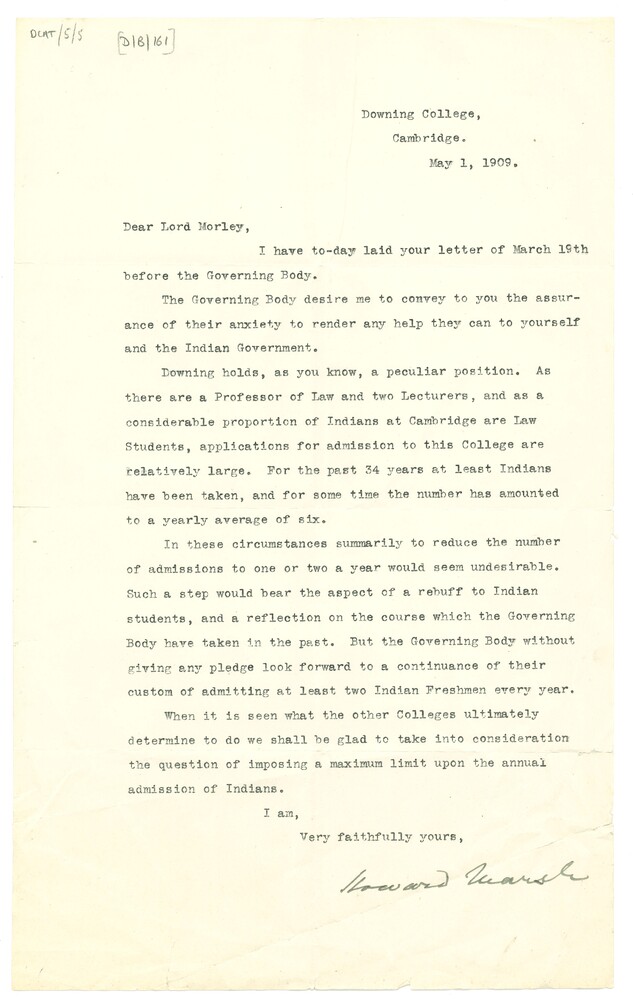 DCAT/5/5
[D/B/161]
Downing College,
Cambridge.
May 1, 1909.
Dear Lord Morley,
I have to-day laid your letter of March 19th
before the Governing Body.
The Governing Body desire me to convey to you the assur-
ance of their anxiety to render any help they can to yourself
and the Indian Government.
Downing holds, as you know, a peculiar position. As
there are a Professor of Law and two Lecturers, and as a
considerable proportion of Indians at Cambridge are Law
Students, applications for admission to this College are
relatively large. For the past 34 years at least Indians
have been taken, and for some time the number has amounted
to a yearly average of six.
In these circumstances summarily to reduce the number
of admissions to one or two a year would seem undesirable.
Such a step would bear the aspect of a rebuff to Indian
students, and a reflection on the course which the Governing
Body have taken in the past. But the Governing Body without
giving any pledge look forward to a continuance of their
custom of admitting at least two Indian Freshmen every year.
When it is seen what the other Colleges ultimately
determine to do we shall be glad to take into consideration
the question of imposing a maximum limit upon the annual
admission of Indians.
I am,
Very faithfully yours,
Howard Marsh